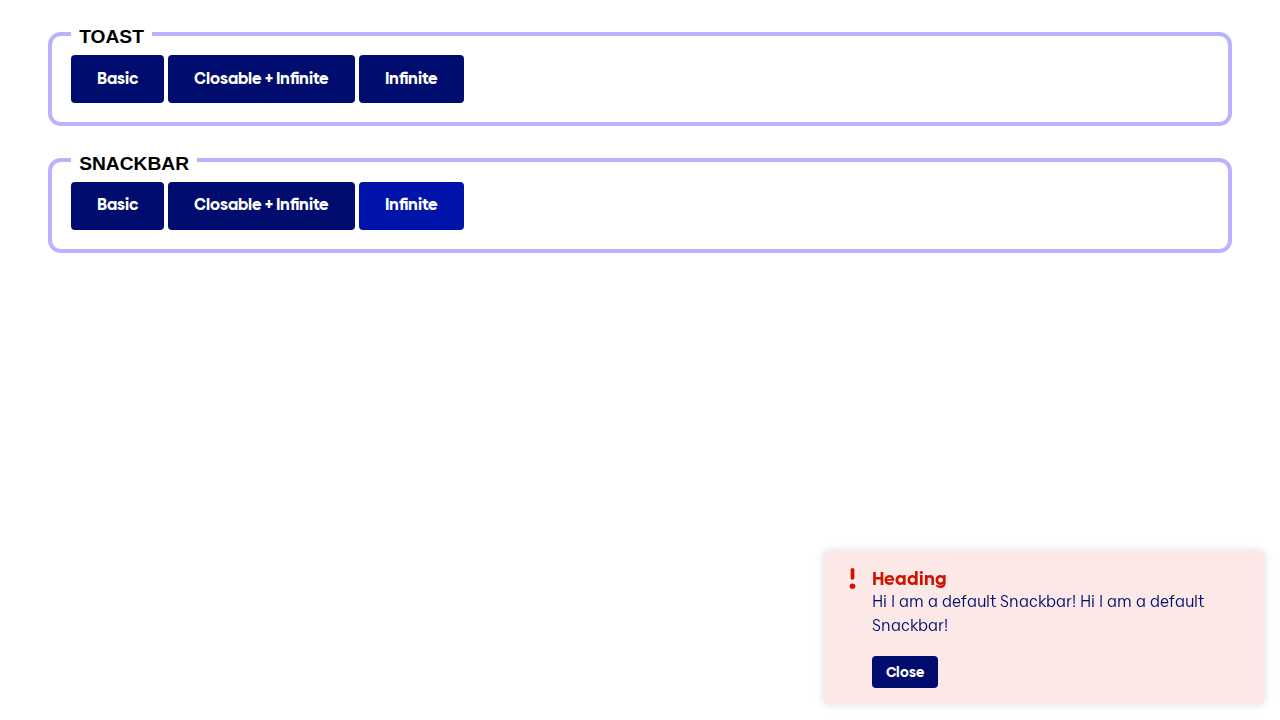 TOAST
Basic
Closable + Infinite
Infinite
SNACKBAR
Basic
Closable + Infinite
Infinite
Heading
Hi I am a default Snackbar! Hi I am a default
Snackbar!
Close